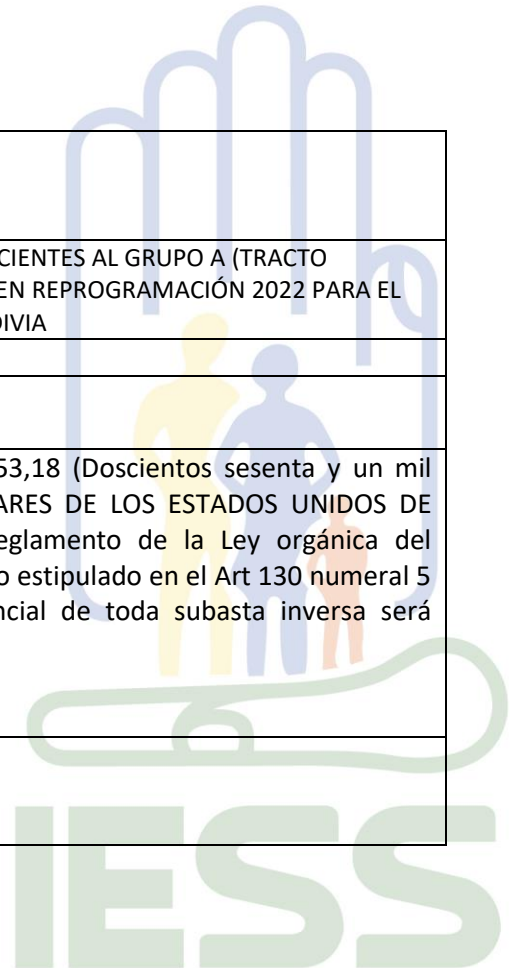 CIENTES AL GRUPO A (TRACTO
EN REPROGRAMACIÓN 2022 PARA EL
DIVIA
53,18 (Doscientos sesenta y un mil
ARES DE LOS ESTADOS UNIDOS DE
eglamento de la Ley orgánica del
o estipulado en el Art 130 numeral 5
ncial de toda subasta inversa será
IESS